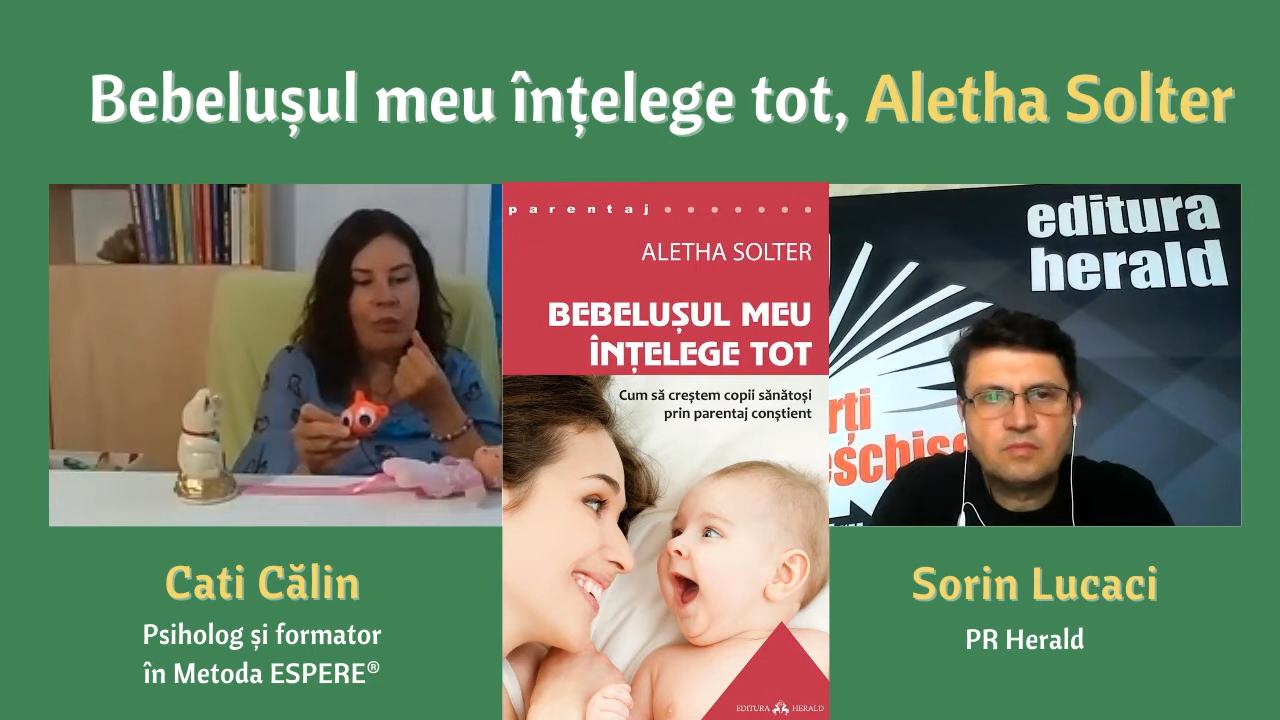 Bebelușul meu înțelege tot, Aletha Solter
parentaj
ALETHA SOLTER
BEBELUȘUL MEU
ÎNȚELEGE TOT
Cum să creștem copii sănătoși
prin parentaj conștient
EDITURA HERALD
editura
herald
Cati Călin
Psiholog și formator
în Metoda ESPERE®
Sorin Lucaci
PR Herald